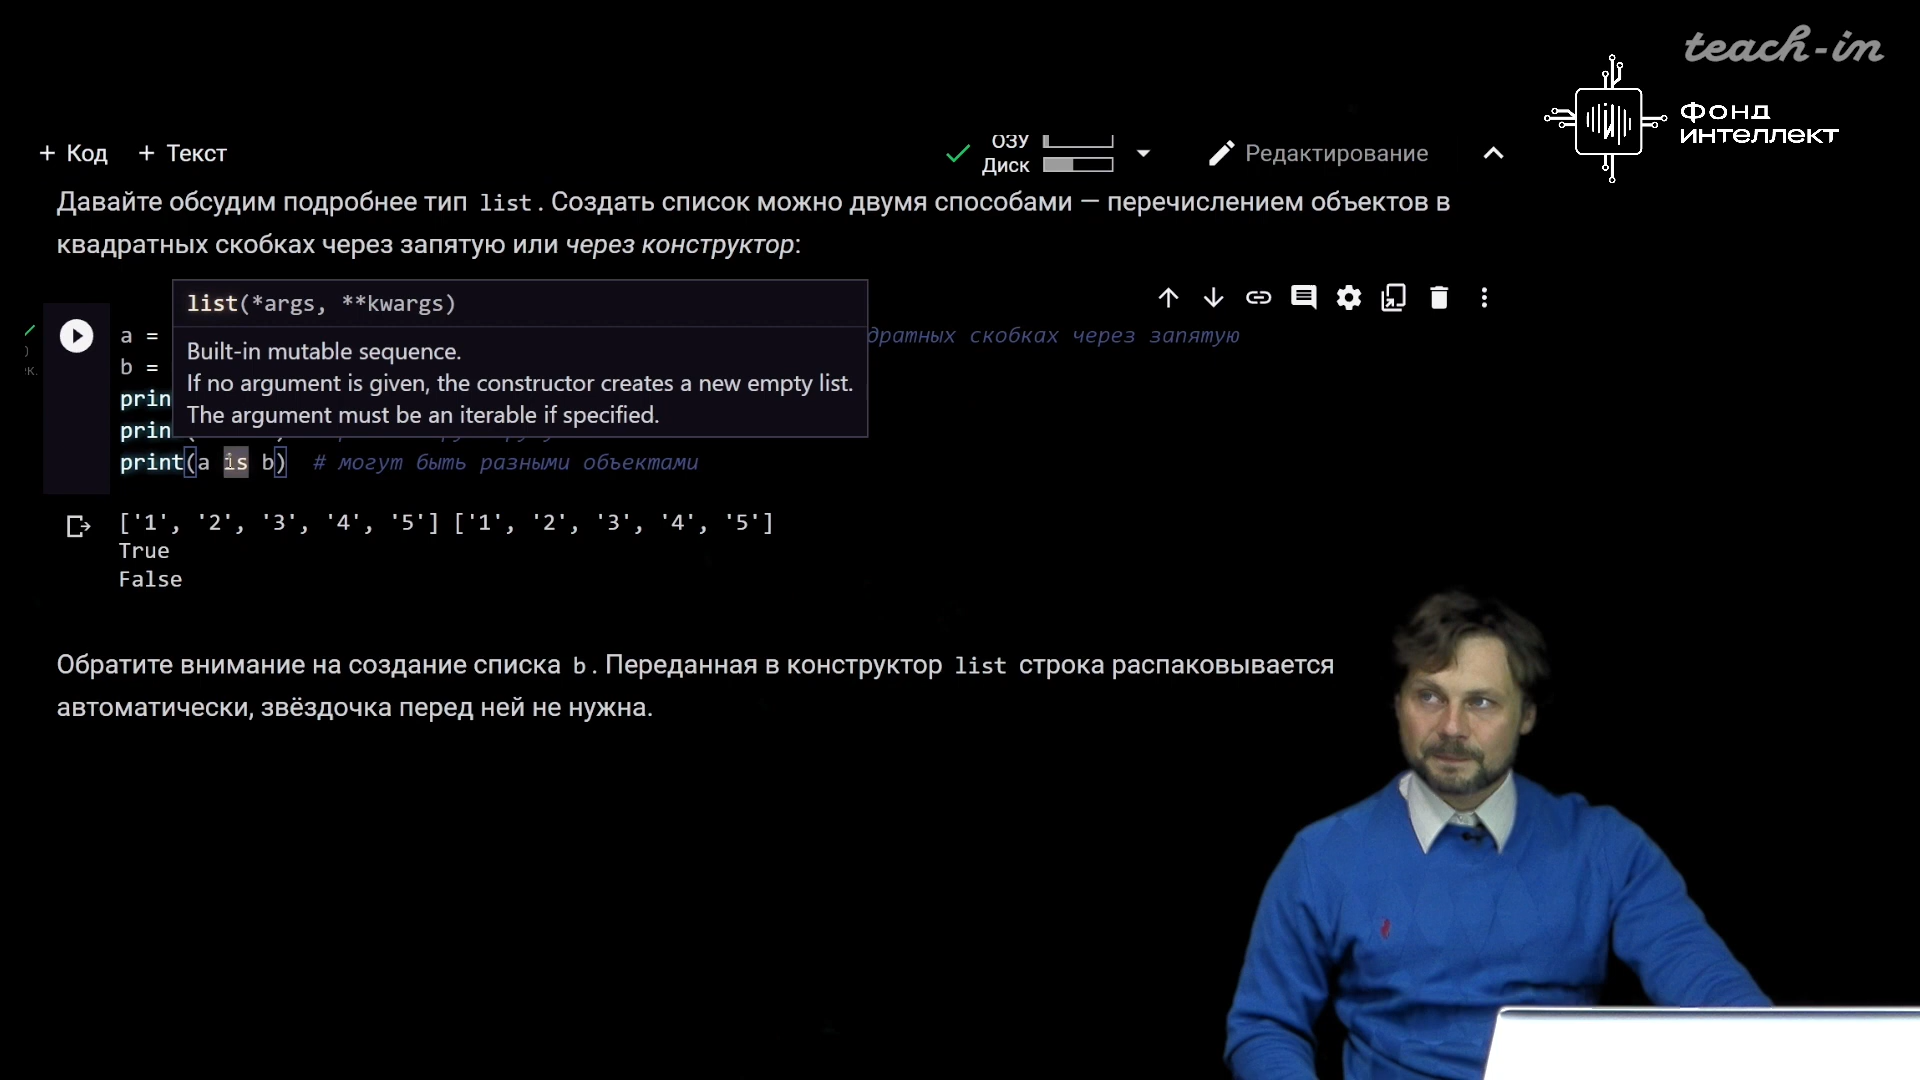 teach-in
Фонд
интеллект
+ Код + Текст
ОЗУ
Диск
Редактирование
Давайте обсудим подробнее тип list. Создать список можно двумя способами — перечислением объектов в
квадратных скобках через запятую или через конструктор:
list(*args, **kwargs)
Built-in mutable sequence.
If no argument is given, the constructor creates a new empty list.
The argument must be an iterable if specified.
a = дратных скобках через запятую
b =
prin
prin
print(a is b) # могут быть разными объектами
['1', '2', '3', '4', '5'] ['1', '2', '3', '4', '5']
True
False
Обратите внимание на создание списка b. Переданная в конструктор list строка распаковывается
автоматически, звёздочка перед ней не нужна.